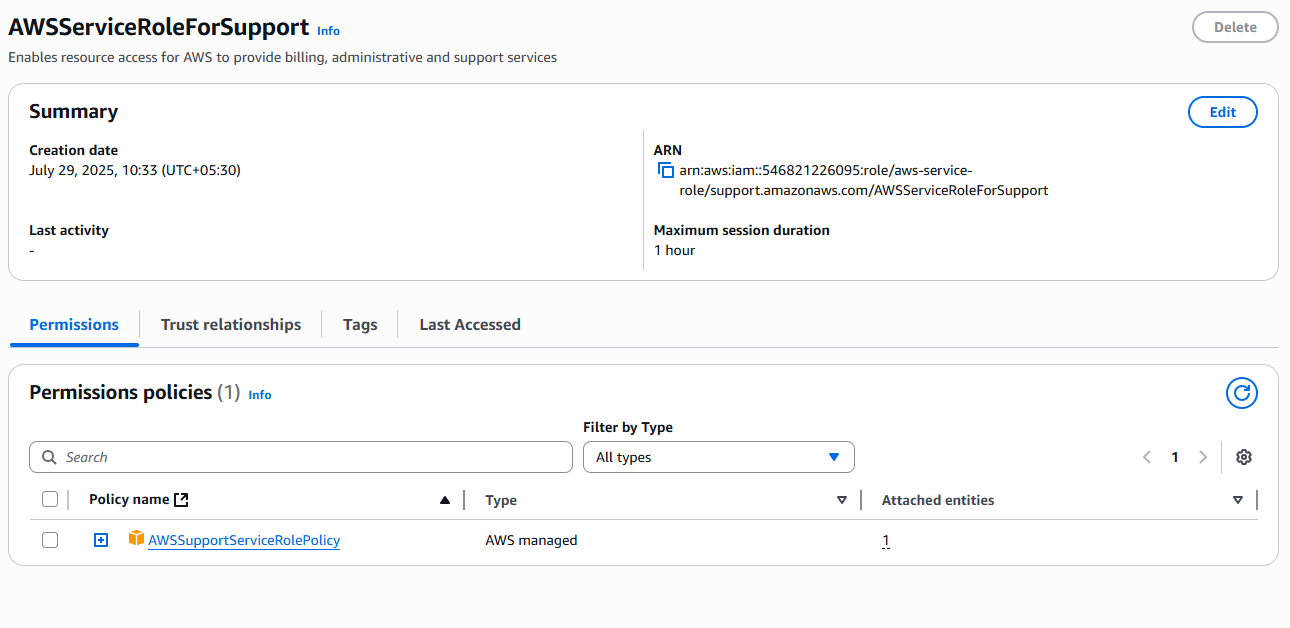 AWSServiceRoleForSupport Info
Delete
Enables resource access for AWS to provide billing, administrative and support services
Summary
Edit
Creation date
July 29, 2025, 10:33 (UTC+05:30)
ARN
arn:aws:iam::546821226095:role/aws-service-
role/support.amazonaws.com/AWSServiceRoleForSupport
Last activity
-
Maximum session duration
1 hour
Permissions
Trust relationships
Tags
Last Accessed
Permissions policies (1) Info
Filter by Type
Search
All types
1
Policy name
Type
Attached entities
AWSSupportServiceRolePolicy
AWS managed
1